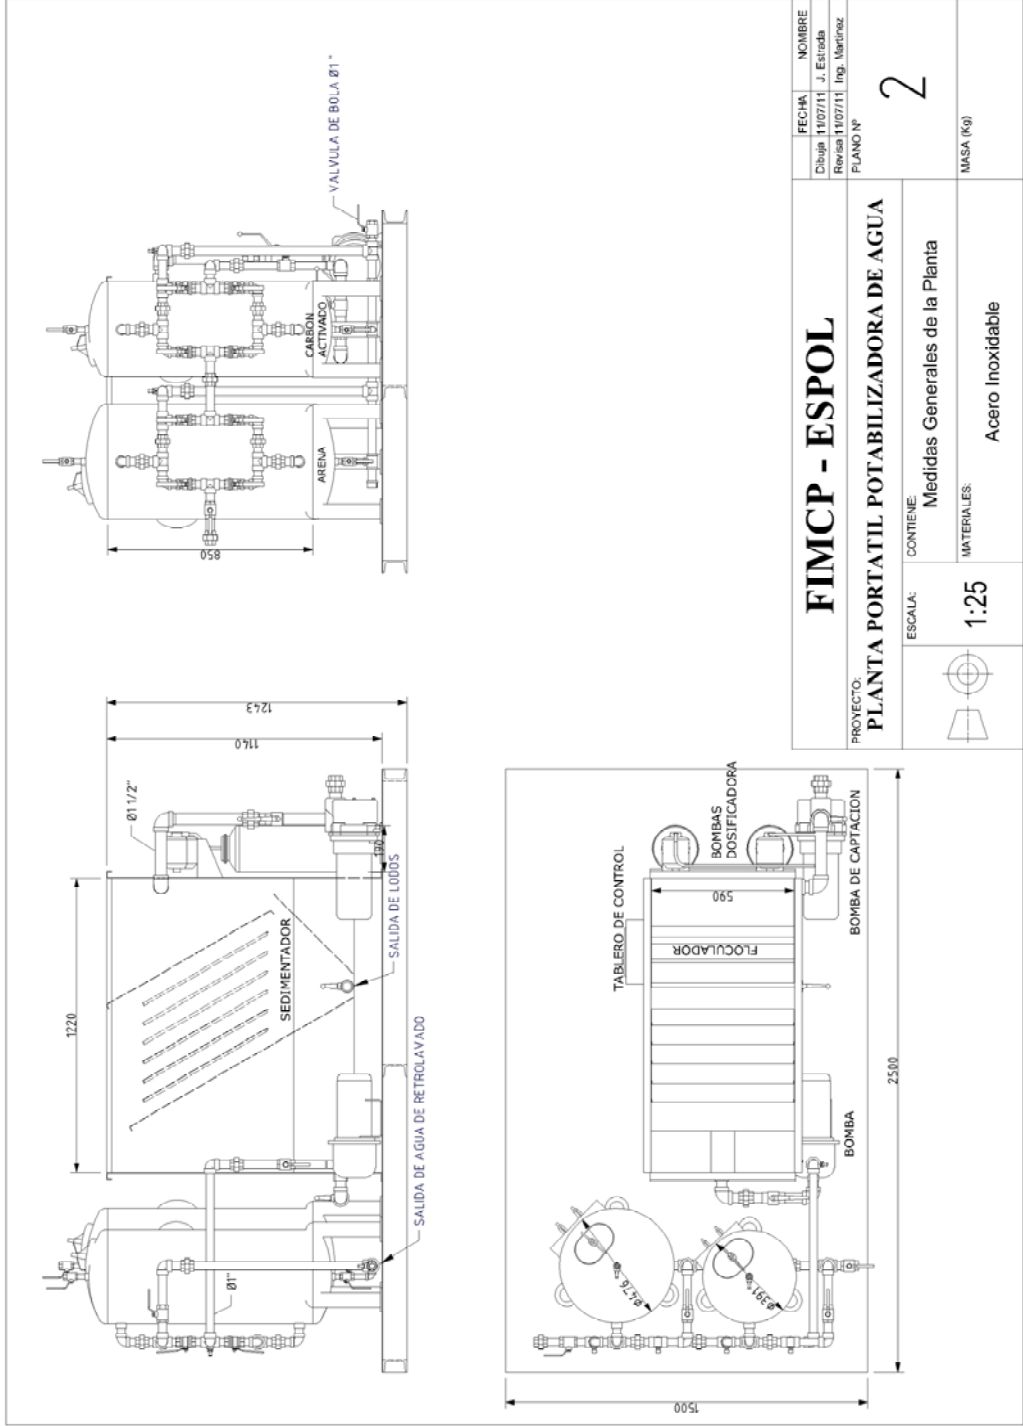 1220
Ø1 1/2"
1140
1243
SEDIMENTADOR
190
SALIDA DE LODOS
Ø1"
SALIDA DE AGUA DE RETROLAVADO
850
ARENA
CARBON
ACTIVADO
VALVULA DE BOLA Ø1"
1500
Ø476
Ø391
BOMBA
TABLERO DE CONTROL
FLOCULADOR
590
BOMBAS
DOSIFICADORA
BOMBA DE CAPTACION
2500
FIMCP - ESPOL
FECHA NOMBRE
Dibuja 11/07/11 J. Estrada
Revisa 11/07/11 Ing. Martinez
PROYECTO:
PLANTA PORTATIL POTABILIZADORA DE AGUA
PLANO Nº
2
ESCALA:
1:25
CONTIENE:
Medidas Generales de la Planta
MATERIALES:
Acero Inoxidable
MASA (Kg)